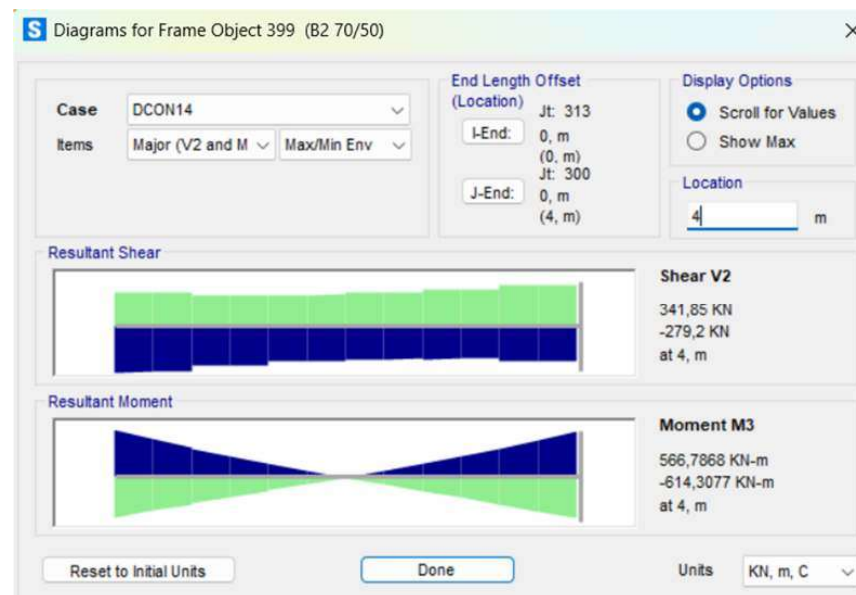 S Diagrams for Frame Object 399 (B2 70/50)
Case
DCON14
Items
Major (V2 and M
Max/Min Env
End Length Offset
(Location)
Jt: 313
I-End:
0, m
(0, m)
Jt: 300
J-End:
0, m
(4, m)
Display Options
Scroll for Values
Show Max
Location
4
m
Resultant Shear
Shear V2
341,85 KN
-279,2 KN
at 4, m
Resultant Moment
Moment M3
566,7868 KN-m
-614,3077 KN-m
at 4, m
Reset to Initial Units
Done
Units
KN, m, C